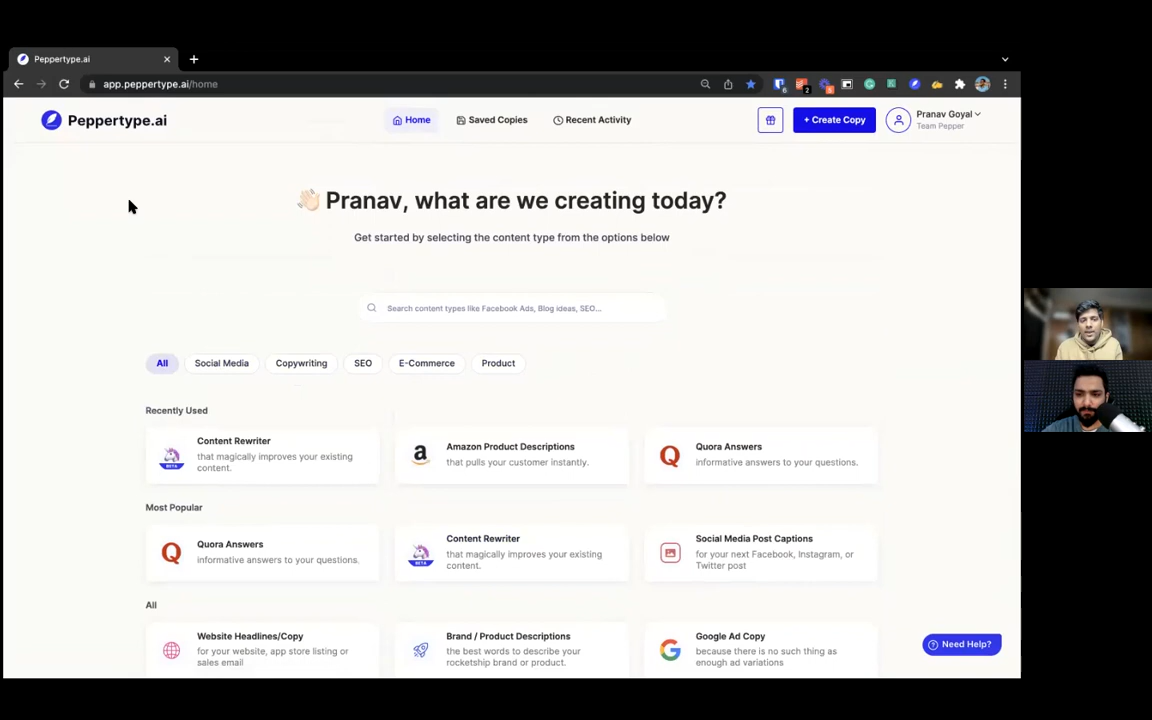 Peppertype.ai
app.peppertype.ai/home
6
2
5
Peppertype.ai
Home
Saved Copies
Recent Activity
+ Create Copy
Pranav Goyal
Team Pepper
Pranav, what are we creating today?
Get started by selecting the content type from the options below
Search content types like Facebook Ads, Blog ideas, SEO...
All
Social Media
Copywriting
SEO
E-Commerce
Product
Recently Used
Content Rewriter
that magically improves your existing
content.
BETA
Amazon Product Descriptions
that pulls your customer instantly.
Quora Answers
informative answers to your questions.
Most Popular
Quora Answers
informative answers to your questions.
Content Rewriter
that magically improves your existing
content.
BETA
Social Media Post Captions
for your next Facebook, Instagram, or
Twitter post
All
Website Headlines/Copy
for your website, app store listing or
sales email
Brand / Product Descriptions
the best words to describe your
rocketship brand or product.
Google Ad Copy
because there is no such thing as
enough ad variations
Need Help?